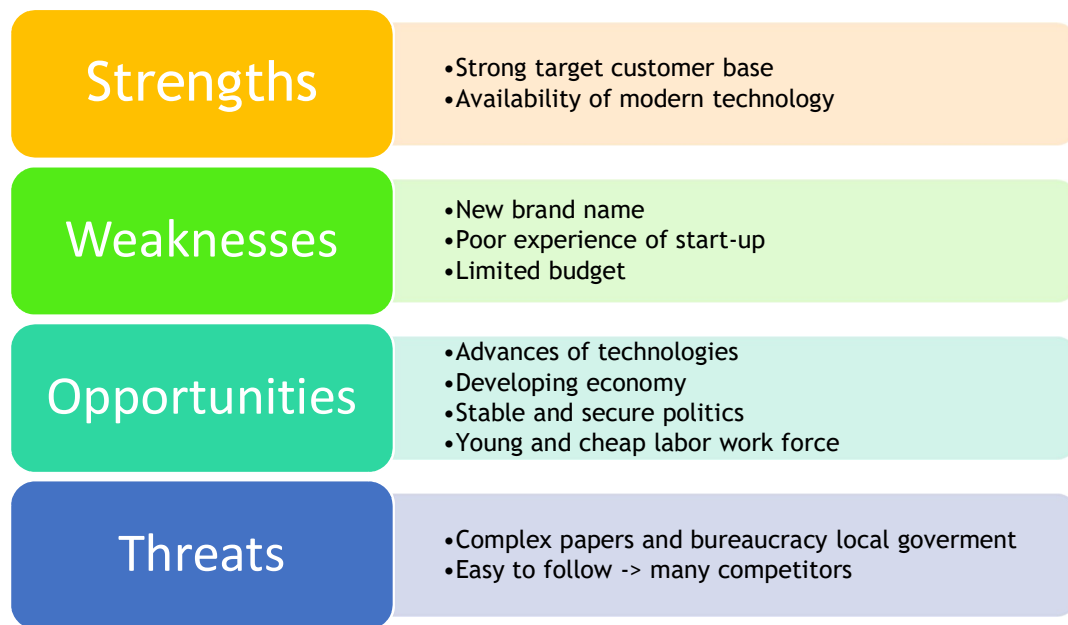 Strengths
•Strong target customer base
•Availability of modern technology
Weaknesses
•New brand name
•Poor experience of start-up
•Limited budget
Opportunities
•Advances of technologies
•Developing economy
•Stable and secure politics
•Young and cheap labor work force
Threats
•Complex papers and bureaucracy local goverment
•Easy to follow -> many competitors